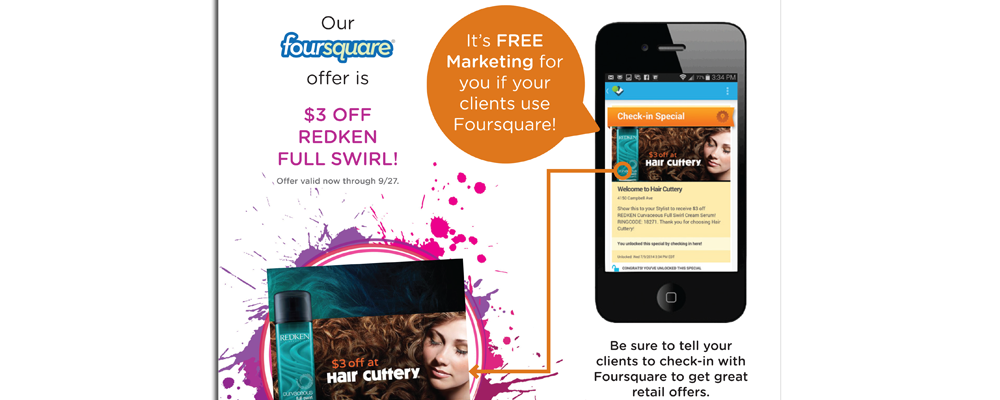 Our
foursquare
offer is
$3 OFF
REDKEN
FULL SWIRL!
Offer valid now through 9/27.
It's FREE
Marketing for
you if your
clients use
Foursquare!
3:34 PM
Check-in Special
$3 off at
Hair Cuttery
Welcome to Hair Cuttery
Show this to your Stylist to receive $3 off
REDKEN Curvaceous Full Swirl Cream Serum!
RINGCODE: 18271. Thank you for choosing Hair
Cuttery!
You unlocked this special by checking in here!
CONGRATS! YOU'VE UNLOCKED THIS SPECIAL
REDKEN
CURVACEOUS
$3 off at
Hair Cuttery
Be sure to tell your
clients to check-in with
Foursquare to get great
retail offers.